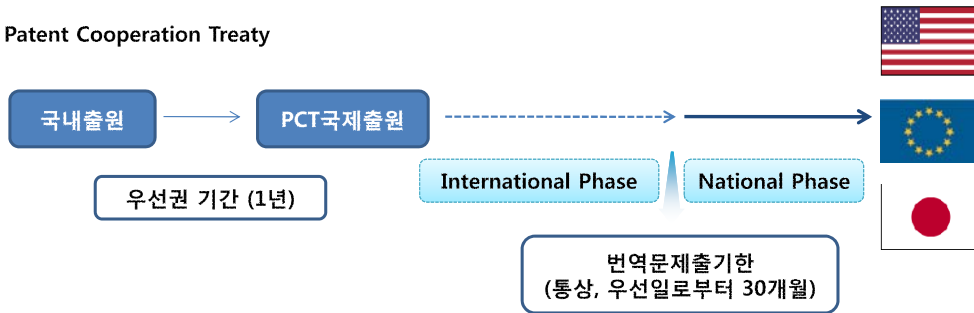 Patent Cooperation Treaty
국내출원
PCT국제출원
우선권 기간 (1년)
International Phase
National Phase
번역문제출기한
(통상, 우선일로부터 30개월)